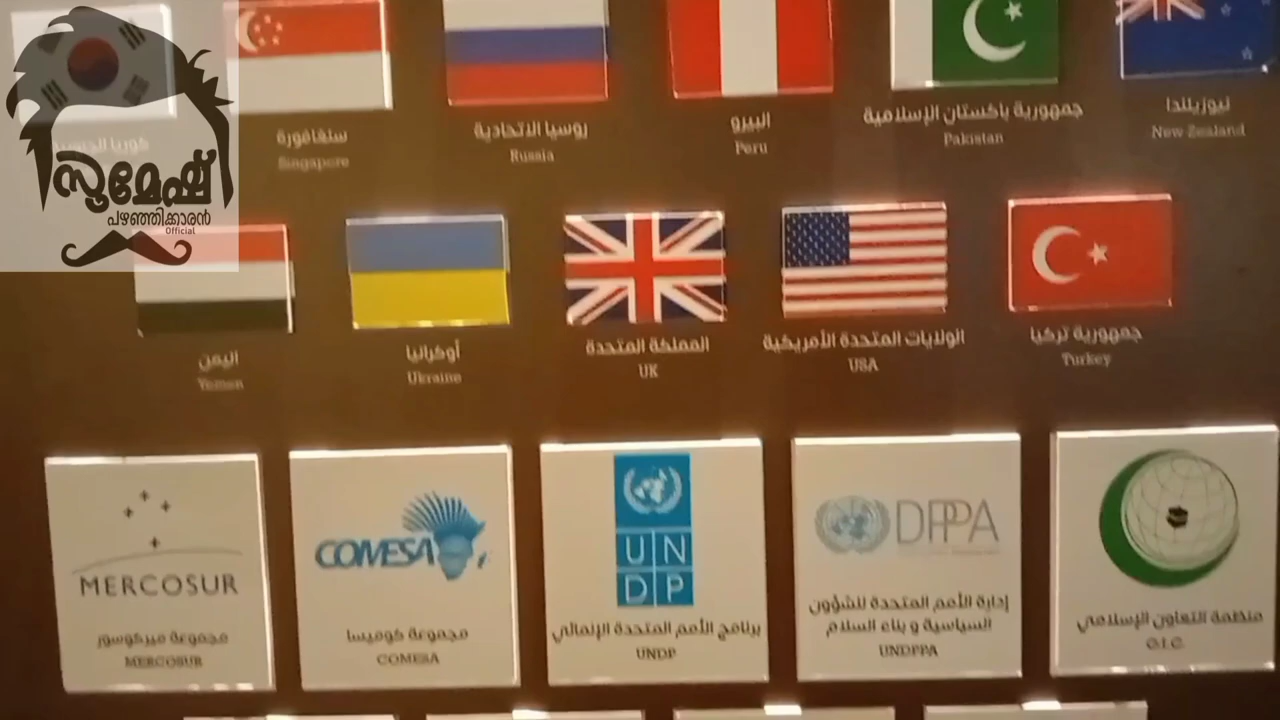 كوريا الجنوبية
سنغافورة
Singapore
روسيا الاتحادية
Russia
البيرو
Peru
جمهورية باكستان الإسلامية
Pakistan
نيوزيلندا
New Zealand
സൂമേഷ്
പഴഞ്ഞിക്കാരൻ
Official
اليمن
Yemen
أوكرانيا
Ukraine
المملكة المتحدة
UK
الولايات المتحدة الأمريكية
USA
جمهورية تركيا
Turkey
MERCOSUR
مجموعة ميركوسور
MERCOSUR
COMESA
مجموعة كوميسا
COMESA
UN
DP
برنامج الأمم المتحدة الإنمائي
UNDP
DPPA
إدارة الأمم المتحدة للشؤون
السياسية و بناء السلام
UNDPPA
منظمة التعاون الإسلامي
O.I.C.